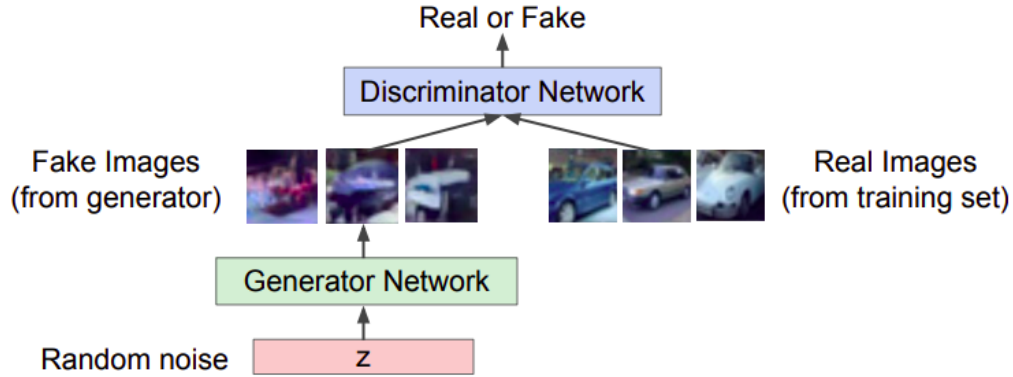 Real or Fake
Discriminator Network
Fake Images
(from generator)
Real Images
(from training set)
Generator Network
Random noise
z